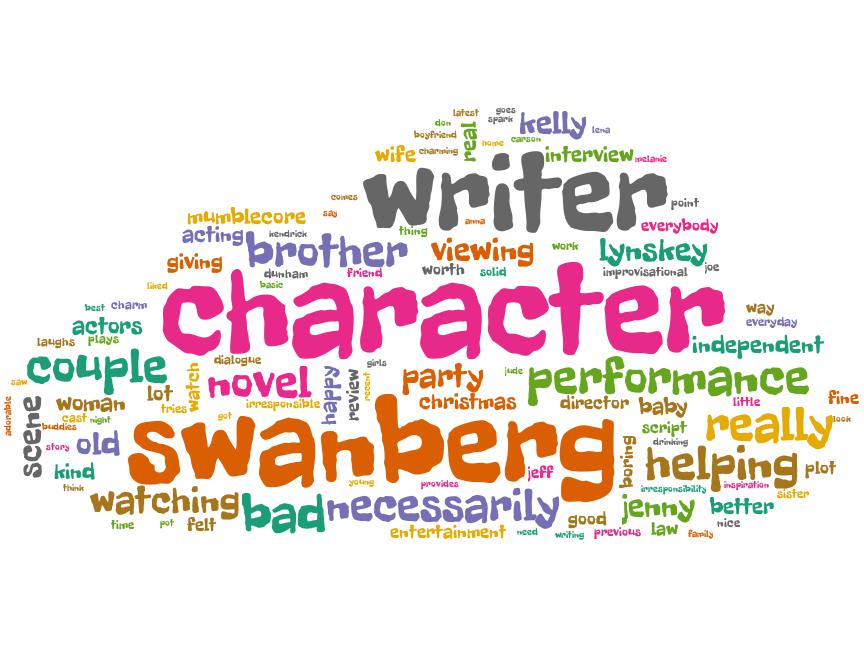 latest
goes
spark
don
real
kelly
lena
boyfriend
home
carson
wife
charming
interview
melanie
writer
comes
point
mumblecore
say
anna
everybody
acting
kendrick
thing
brother
viewing
work
lynskey
giving
dunham
friend
worth
solid
improvisational
joe
liked
basic
character
best
charm
way
everyday
actors
laughs
plays
independent
couple
dialogue
girls
saw
watch
novel
happy
review
recent
party
jude
performance
adorable
scene
woman
lot
tries
irresponsible
christmas
director
baby
little
fine
cast
night
got
buddies
look
swanberg
script
really
story
old
drinking
boring
kind
jeff
helping
plot
think
young
provides
irresponsibility
inspiration
sister
watching
bad
necessarily
jenny
better
time
pot
felt
good
nice
entertainment
need
writing
previous
law
family